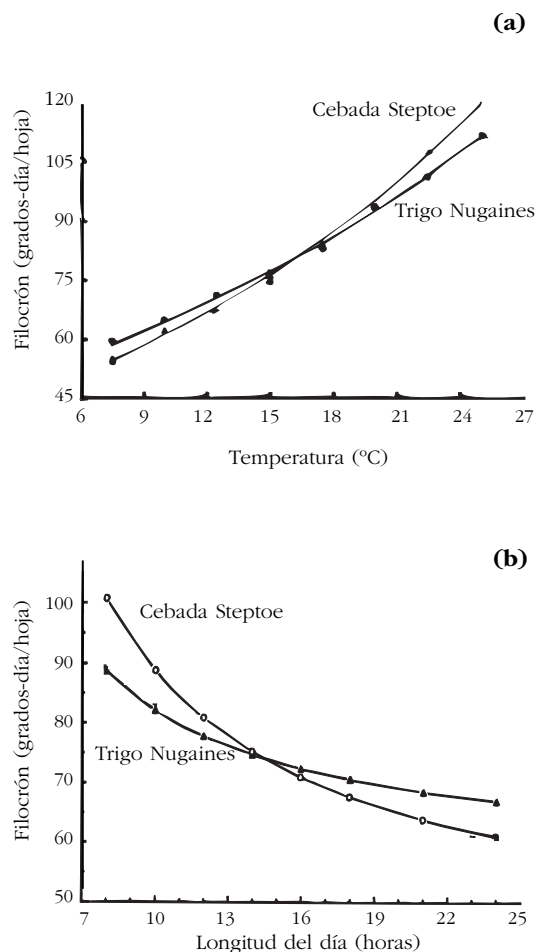 (a)
Filocrón (grados-día/hoja)
120
105
90
75
60
45
Cebada Steptoe
Trigo Nugaines
6 9 12 15 18 21 24 27
Temperatura (ºC)
(b)
Filocrón (grados-día/hoja)
100
90
80
70
60
50
Cebada Steptoe
Trigo Nugaines
7 10 13 14 16 19 22 25
Longitud del día (horas)